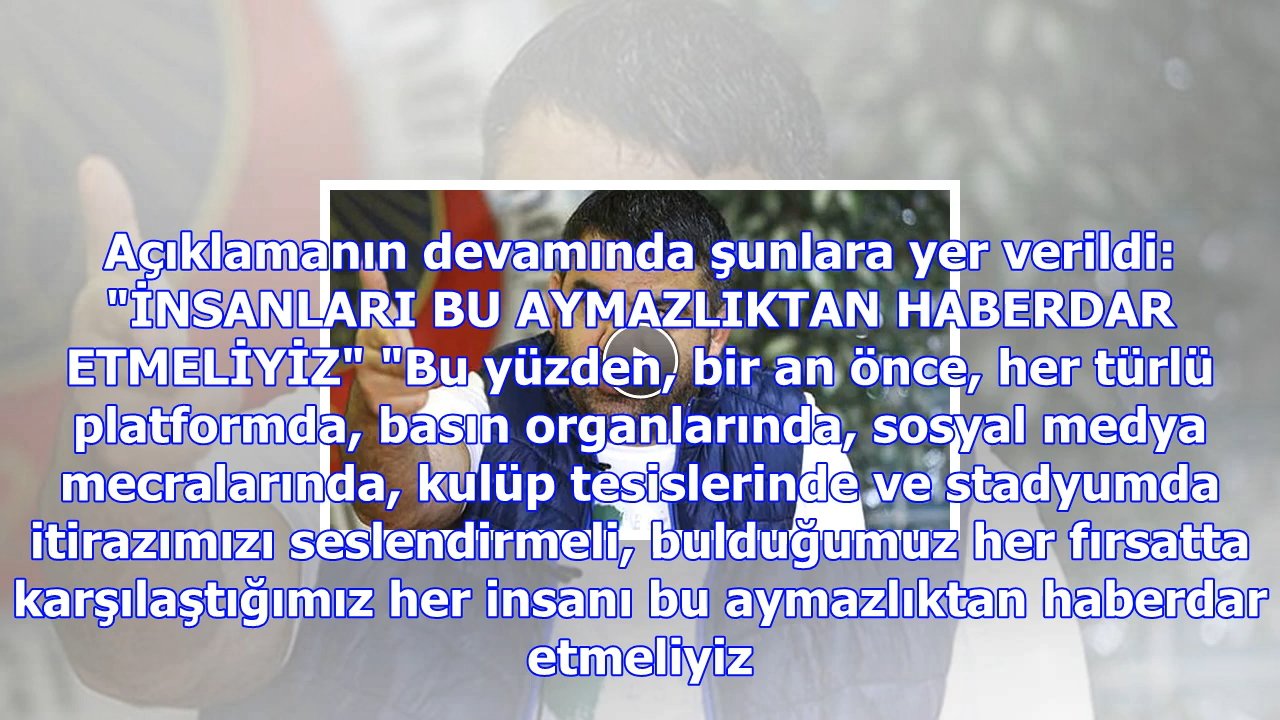 Açıklamanın devamında şunlara yer verildi:
"İNSANLARI BU AYMAZLIKTAN HABERDAR
ETMELİYİZ" "Bu yüzden, bir an önce, her türlü
platformda, basın organlarında, sosyal medya
mecralarında, kulüp tesislerinde ve stadyumda
itirazımızı seslendirmeli, bulduğumuz her fırsatta
karşılaştığımız her insanı bu aymazlıktan haberdar
etmeliyiz